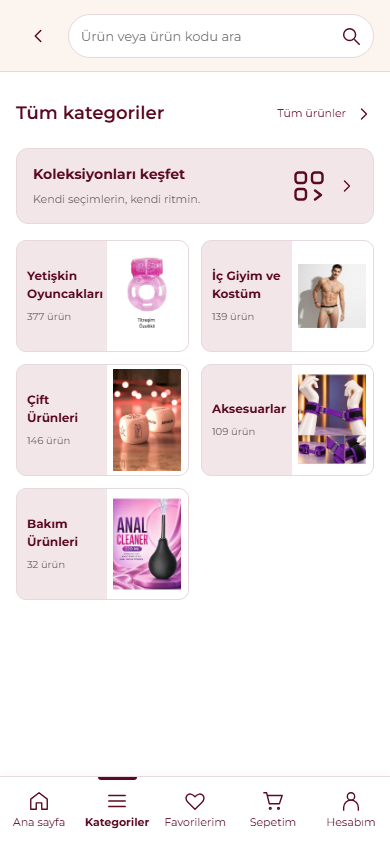 Ürün veya ürün kodu ara
Tüm kategoriler
Tüm ürünler
Koleksiyonları keşfet
Kendi seçimlerin, kendi ritmin.
Yetişkin
Oyuncakları
377 ürün
Titreşim
Özellikli
İç Giyim ve
Kostüm
139 ürün
Çift
Ürünleri
146 ürün
Aksesuarlar
109 ürün
Bakım
Ürünleri
32 ürün
ANAL
CLEANER
Ana sayfa
Kategoriler
Favorilerim
Sepetim
Hesabım